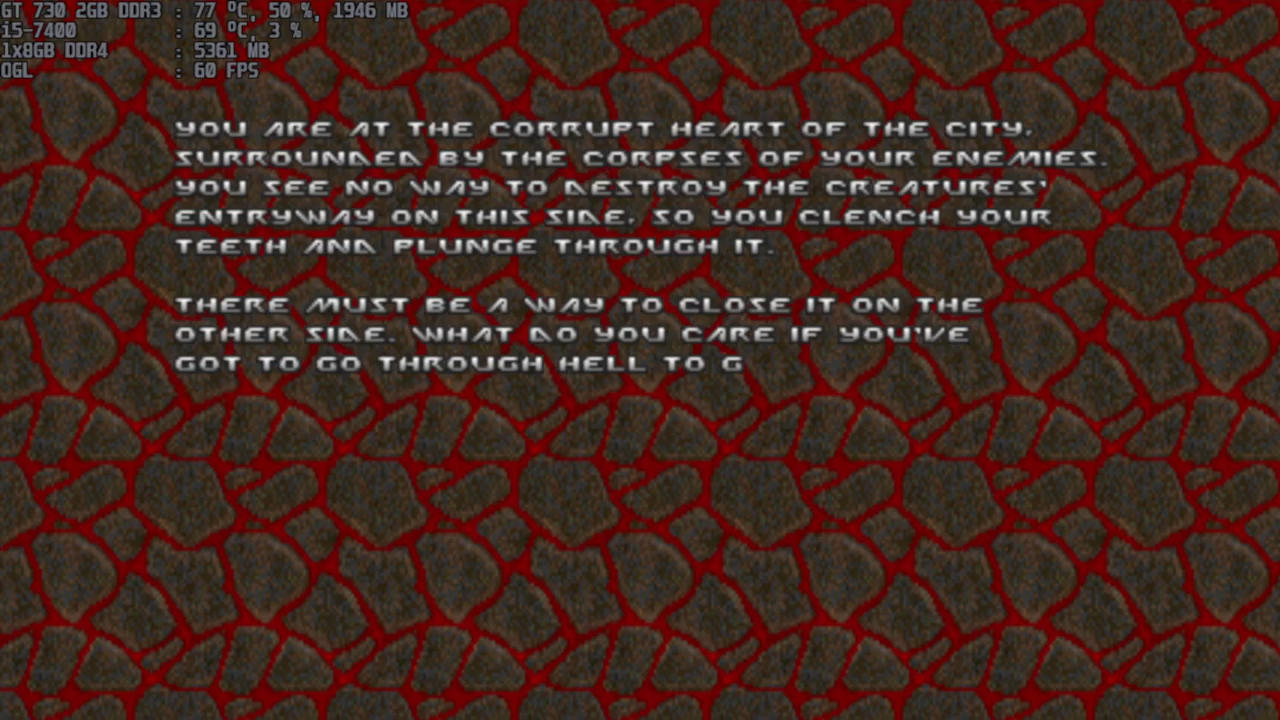 GT 730 2GB DDR3 : 77 ºC, 50 %, 1946 MB
i5-7400 : 69 ºC, 3 %
1x8GB DDR4 : 5361 MB
OGL : 60 FPS
YOU ARE AT THE CORRUPT HEART OF THE CITY,
SURROUNDED BY THE CORPSES OF YOUR ENEMIES.
YOU SEE NO WAY TO DESTROY THE CREATURES'
ENTRYWAY ON THIS SIDE, SO YOU CLENCH YOUR
TEETH AND PLUNGE THROUGH IT.
THERE MUST BE A WAY TO CLOSE IT ON THE
OTHER SIDE. WHAT DO YOU CARE IF YOU'VE
GOT TO GO THROUGH HELL TO G